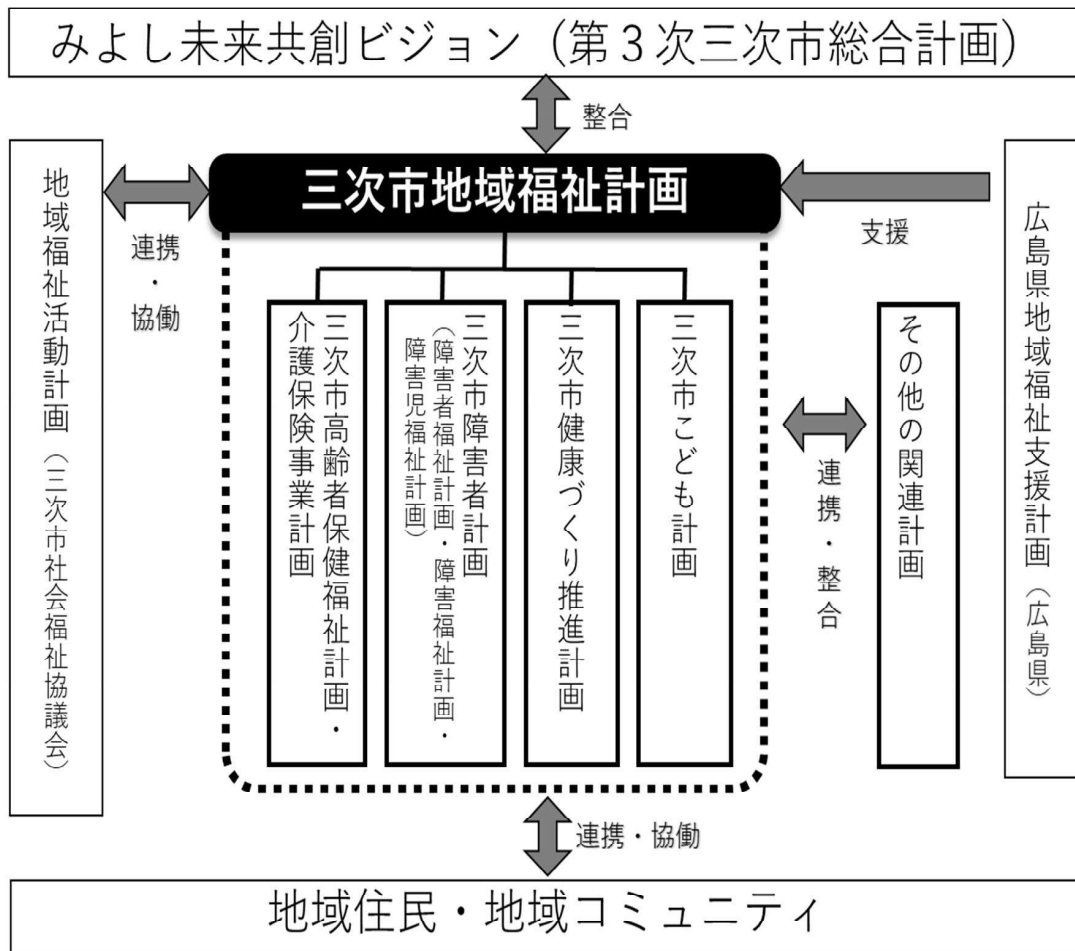 みよし未来共創ビジョン（第３次三次市総合計画）
整合
三次市地域福祉計画
連携
・
協働
支援
地域福祉活動計画（三次市社会福祉協議会）
三次市高齢者保健福祉計画・
介護保険事業計画
三次市障害者計画
（障害者福祉計画・障害福祉計画・
障害児福祉計画）
三次市健康づくり推進計画
三次市こども計画
連携・整合
その他の関連計画
広島県地域福祉支援計画（広島県）
連携・協働
地域住民・地域コミュニティ